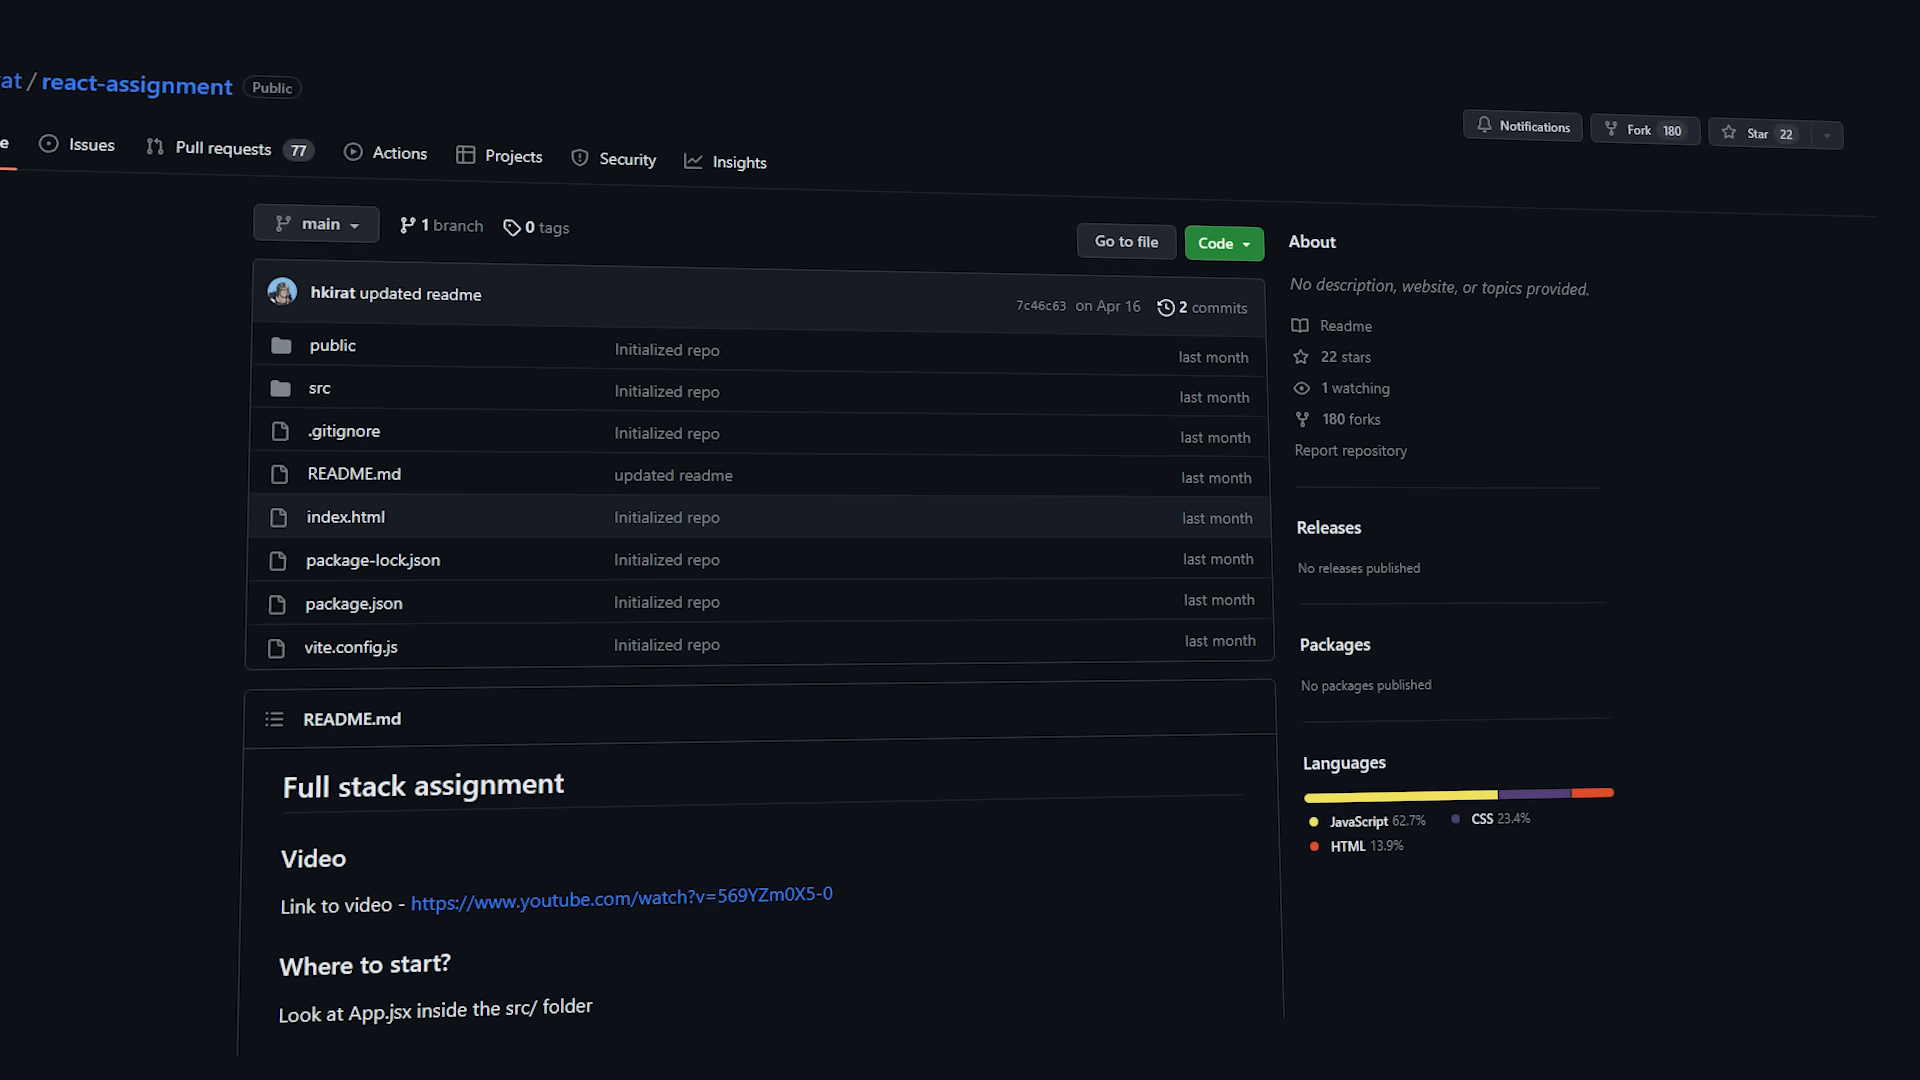 at / react-assignment Public
Notifications Fork 180 Star 22
e Issues Pull requests 77 Actions Projects Security Insights
main 1 branch 0 tags Go to file Code
hkirat updated readme 7c46c63 on Apr 16 2 commits
public Initialized repo last month
src Initialized repo last month
.gitignore Initialized repo last month
README.md updated readme last month
index.html Initialized repo last month
package-lock.json Initialized repo last month
package.json Initialized repo last month
vite.config.js Initialized repo last month
README.md
Full stack assignment
Video
Link to video - https://www.youtube.com/watch?v=569YZm0X5-0
Where to start?
Look at App.jsx inside the src/ folder
About
No description, website, or topics provided.
Readme
22 stars
1 watching
180 forks
Report repository
Releases
No releases published
Packages
No packages published
Languages
JavaScript 62.7% CSS 23.4%
HTML 13.9%